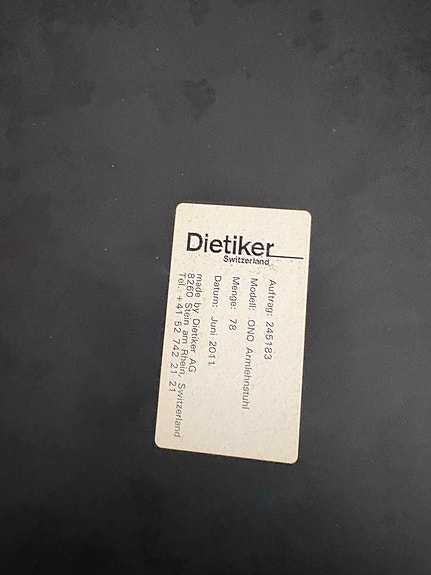 Dietiker
Switzerland
Auftrag: 245183
Modell: ONO Armlehnstuhl
Menge: 78
Datum: Juni 2011
made by Dietiker AG
8260 Stein am Rhein, Switzerland
Tel. +41 52 742 21 21